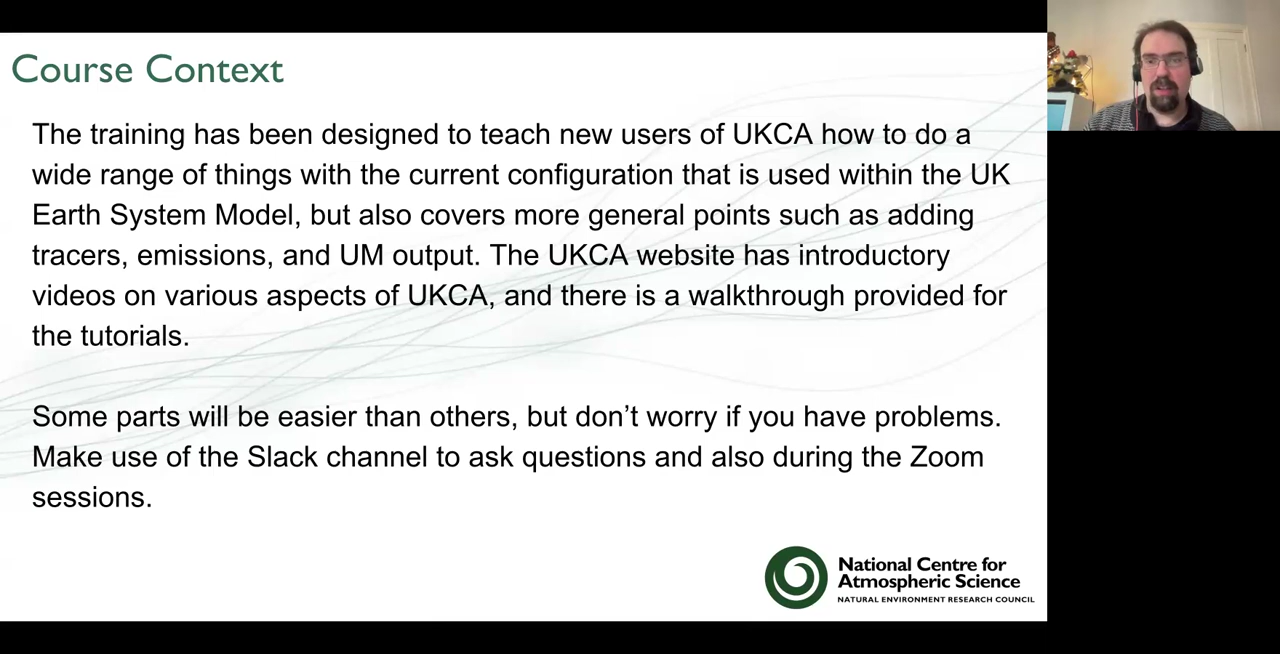 Course Context
The training has been designed to teach new users of UKCA how to do a
wide range of things with the current configuration that is used within the UK
Earth System Model, but also covers more general points such as adding
tracers, emissions, and UM output. The UKCA website has introductory
videos on various aspects of UKCA, and there is a walkthrough provided for
the tutorials.
Some parts will be easier than others, but don’t worry if you have problems.
Make use of the Slack channel to ask questions and also during the Zoom
sessions.
National Centre for
Atmospheric Science
NATURAL ENVIRONMENT RESEARCH COUNCIL